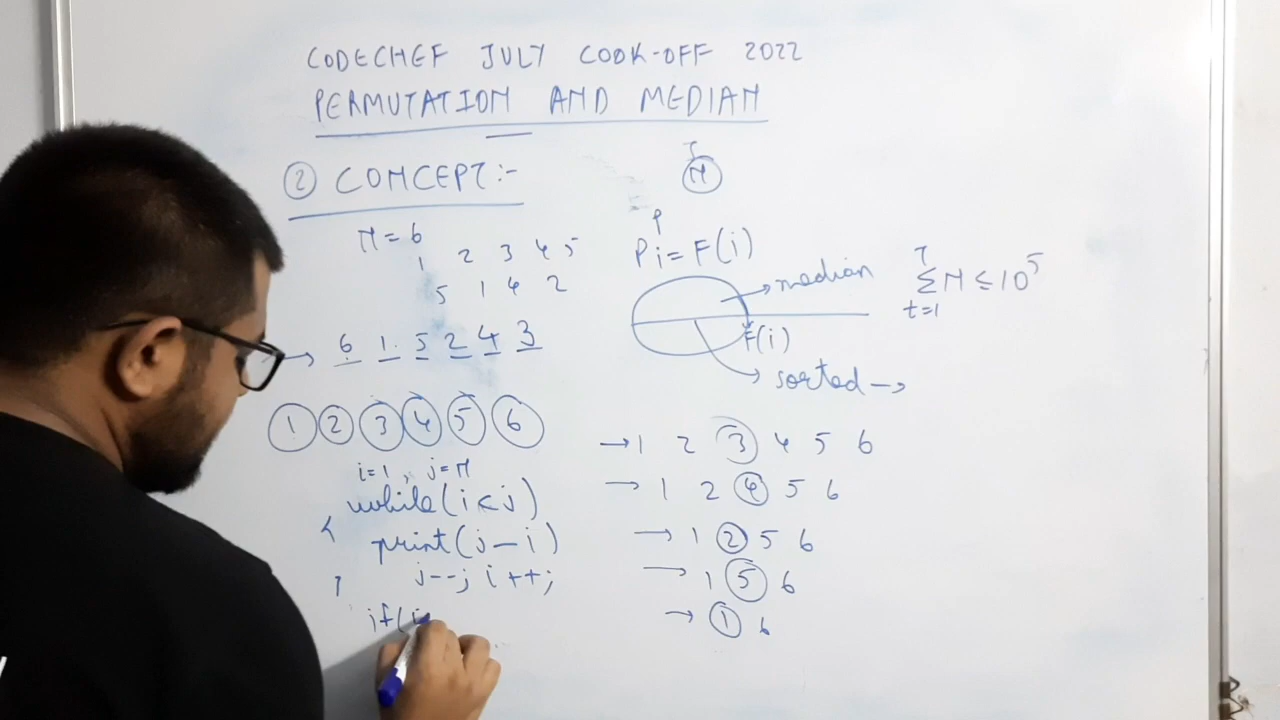 CODECHEF JULY COOK-OFF 2022
PERMUTATION AND MEDIAN
② CONCEPT:-
N = 6
1 2 3 4 5
5 1 4 2
→ 6 1 5 2 4 3
① ② ③ ④ ⑤ ⑥
i=1, j=N
while(i<j)
{
print(j-i)
j--; i++;
}
if(i
N
P
Pi = F(i)
→ median
F(i)
→ sorted →
T
Σ N ≤ 10^5
t=1
→ 1 2 ③ 4 5 6
→ 1 2 ④ 5 6
→ 1 ② 5 6
→ 1 ⑤ 6
→ ① 6